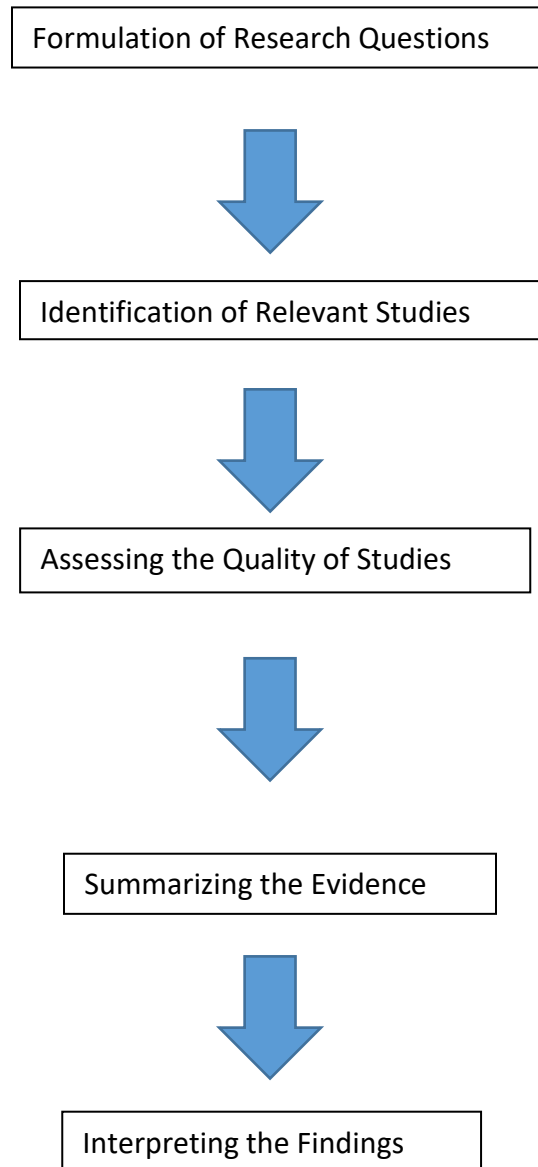 Formulation of Research Questions
Identification of Relevant Studies
Assessing the Quality of Studies
Summarizing the Evidence
Interpreting the Findings